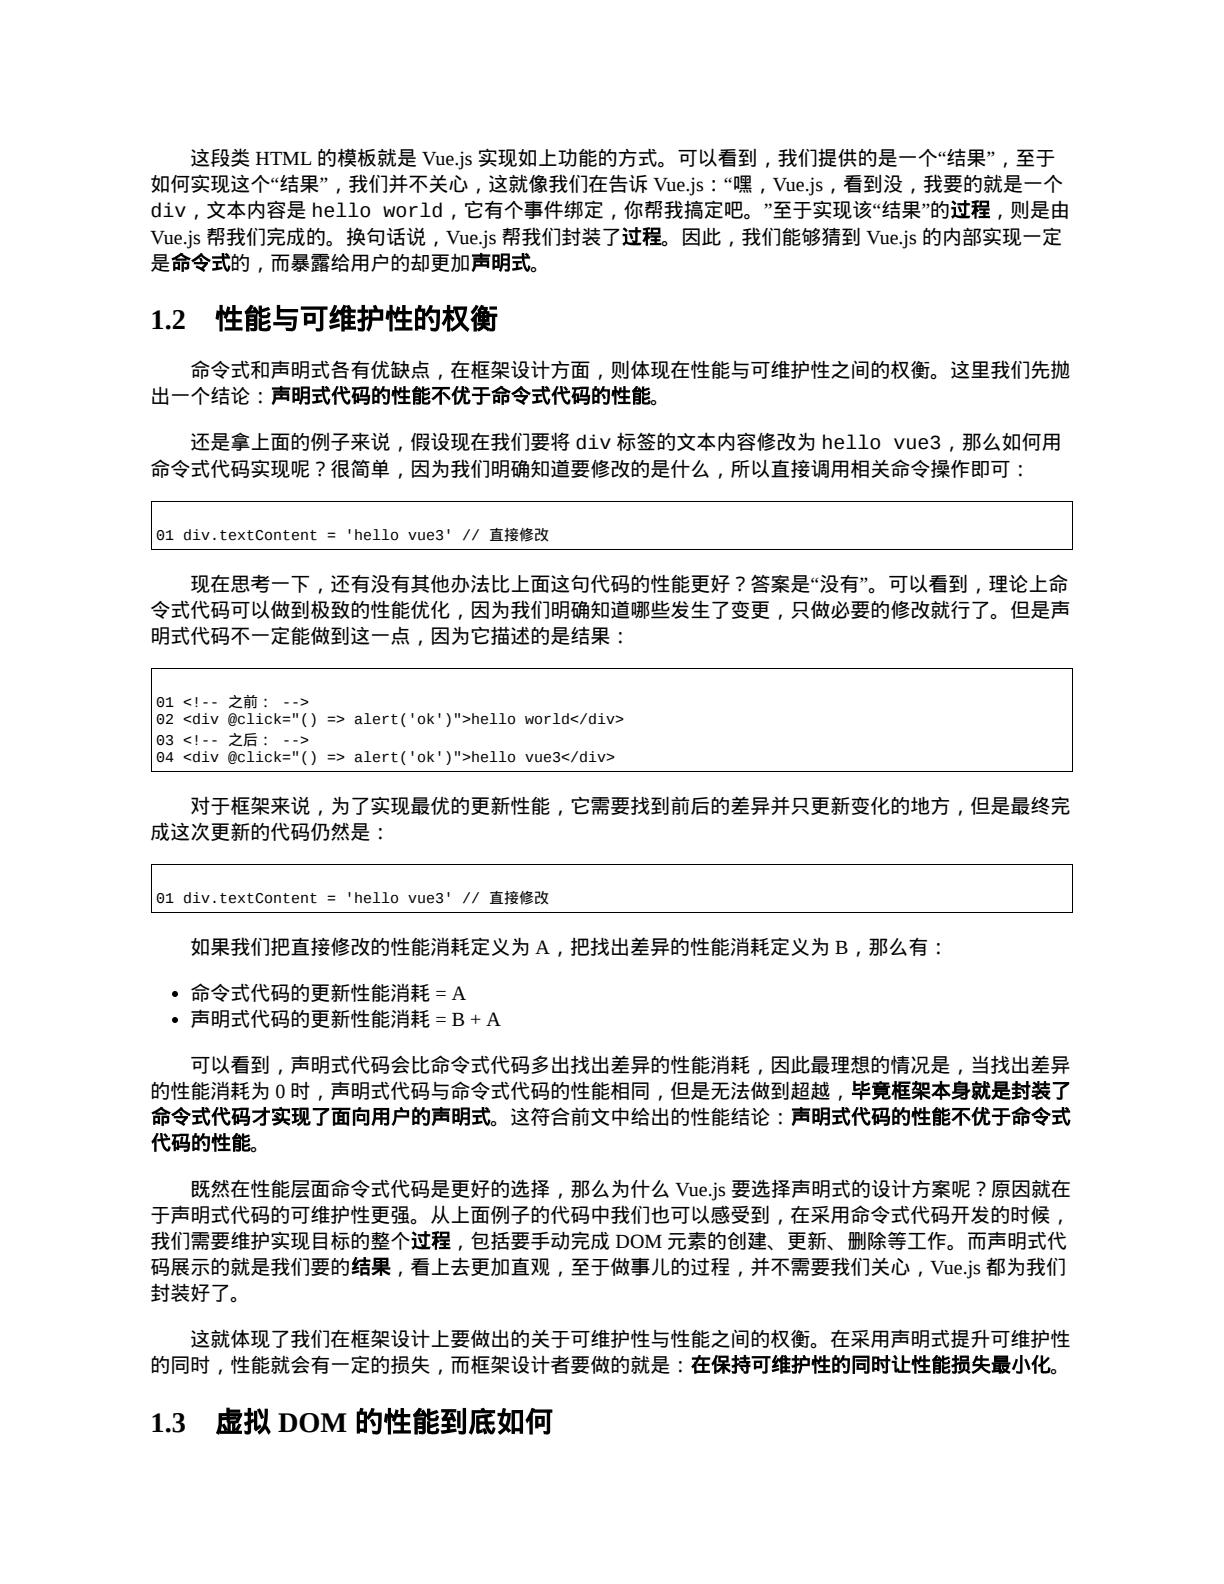 这段类 HTML 的模板就是 Vue.js 实现如上功能的方式。可以看到，我们提供的是一个“结果”，至于
如何实现这个“结果”，我们并不关心，这就像我们在告诉 Vue.js：“嘿，Vue.js，看到没，我要的就是一个
div，文本内容是 hello world，它有个事件绑定，你帮我搞定吧。”至于实现该“结果”的过程，则是由
Vue.js 帮我们完成的。换句话说，Vue.js 帮我们封装了过程。因此，我们能够猜到 Vue.js 的内部实现一定
是命令式的，而暴露给用户的却更加声明式。
1.2 性能与可维护性的权衡
命令式和声明式各有优缺点，在框架设计方面，则体现在性能与可维护性之间的权衡。这里我们先抛
出一个结论：声明式代码的性能不优于命令式代码的性能。
还是拿上面的例子来说，假设现在我们要将 div 标签的文本内容修改为 hello vue3，那么如何用
命令式代码实现呢？很简单，因为我们明确知道要修改的是什么，所以直接调用相关命令操作即可：
01 div.textContent = 'hello vue3' // 直接修改
现在思考一下，还有没有其他办法比上面这句代码的性能更好？答案是“没有”。可以看到，理论上命
令式代码可以做到极致的性能优化，因为我们明确知道哪些发生了变更，只做必要的修改就行了。但是声
明式代码不一定能做到这一点，因为它描述的是结果：
01 <!-- 之前： -->
02 <div @click="() => alert('ok')">hello world</div>
03 <!-- 之后： -->
04 <div @click="() => alert('ok')">hello vue3</div>
对于框架来说，为了实现最优的更新性能，它需要找到前后的差异并只更新变化的地方，但是最终完
成这次更新的代码仍然是：
01 div.textContent = 'hello vue3' // 直接修改
如果我们把直接修改的性能消耗定义为 A，把找出差异的性能消耗定义为 B，那么有：
• 命令式代码的更新性能消耗 = A
• 声明式代码的更新性能消耗 = B + A
可以看到，声明式代码会比命令式代码多出找出差异的性能消耗，因此最理想的情况是，当找出差异
的性能消耗为 0 时，声明式代码与命令式代码的性能相同，但是无法做到超越，毕竟框架本身就是封装了
命令式代码才实现了面向用户的声明式。这符合前文中给出的性能结论：声明式代码的性能不优于命令式
代码的性能。
既然在性能层面命令式代码是更好的选择，那么为什么 Vue.js 要选择声明式的设计方案呢？原因就在
于声明式代码的可维护性更强。从上面例子的代码中我们也可以感受到，在采用命令式代码开发的时候，
我们需要维护实现目标的整个过程，包括要手动完成 DOM 元素的创建、更新、删除等工作。而声明式代
码展示的就是我们要的结果，看上去更加直观，至于做事儿的过程，并不需要我们关心，Vue.js 都为我们
封装好了。
这就体现了我们在框架设计上要做出的关于可维护性与性能之间的权衡。在采用声明式提升可维护性
的同时，性能就会有一定的损失，而框架设计者要做的就是：在保持可维护性的同时让性能损失最小化。
1.3 虚拟 DOM 的性能到底如何